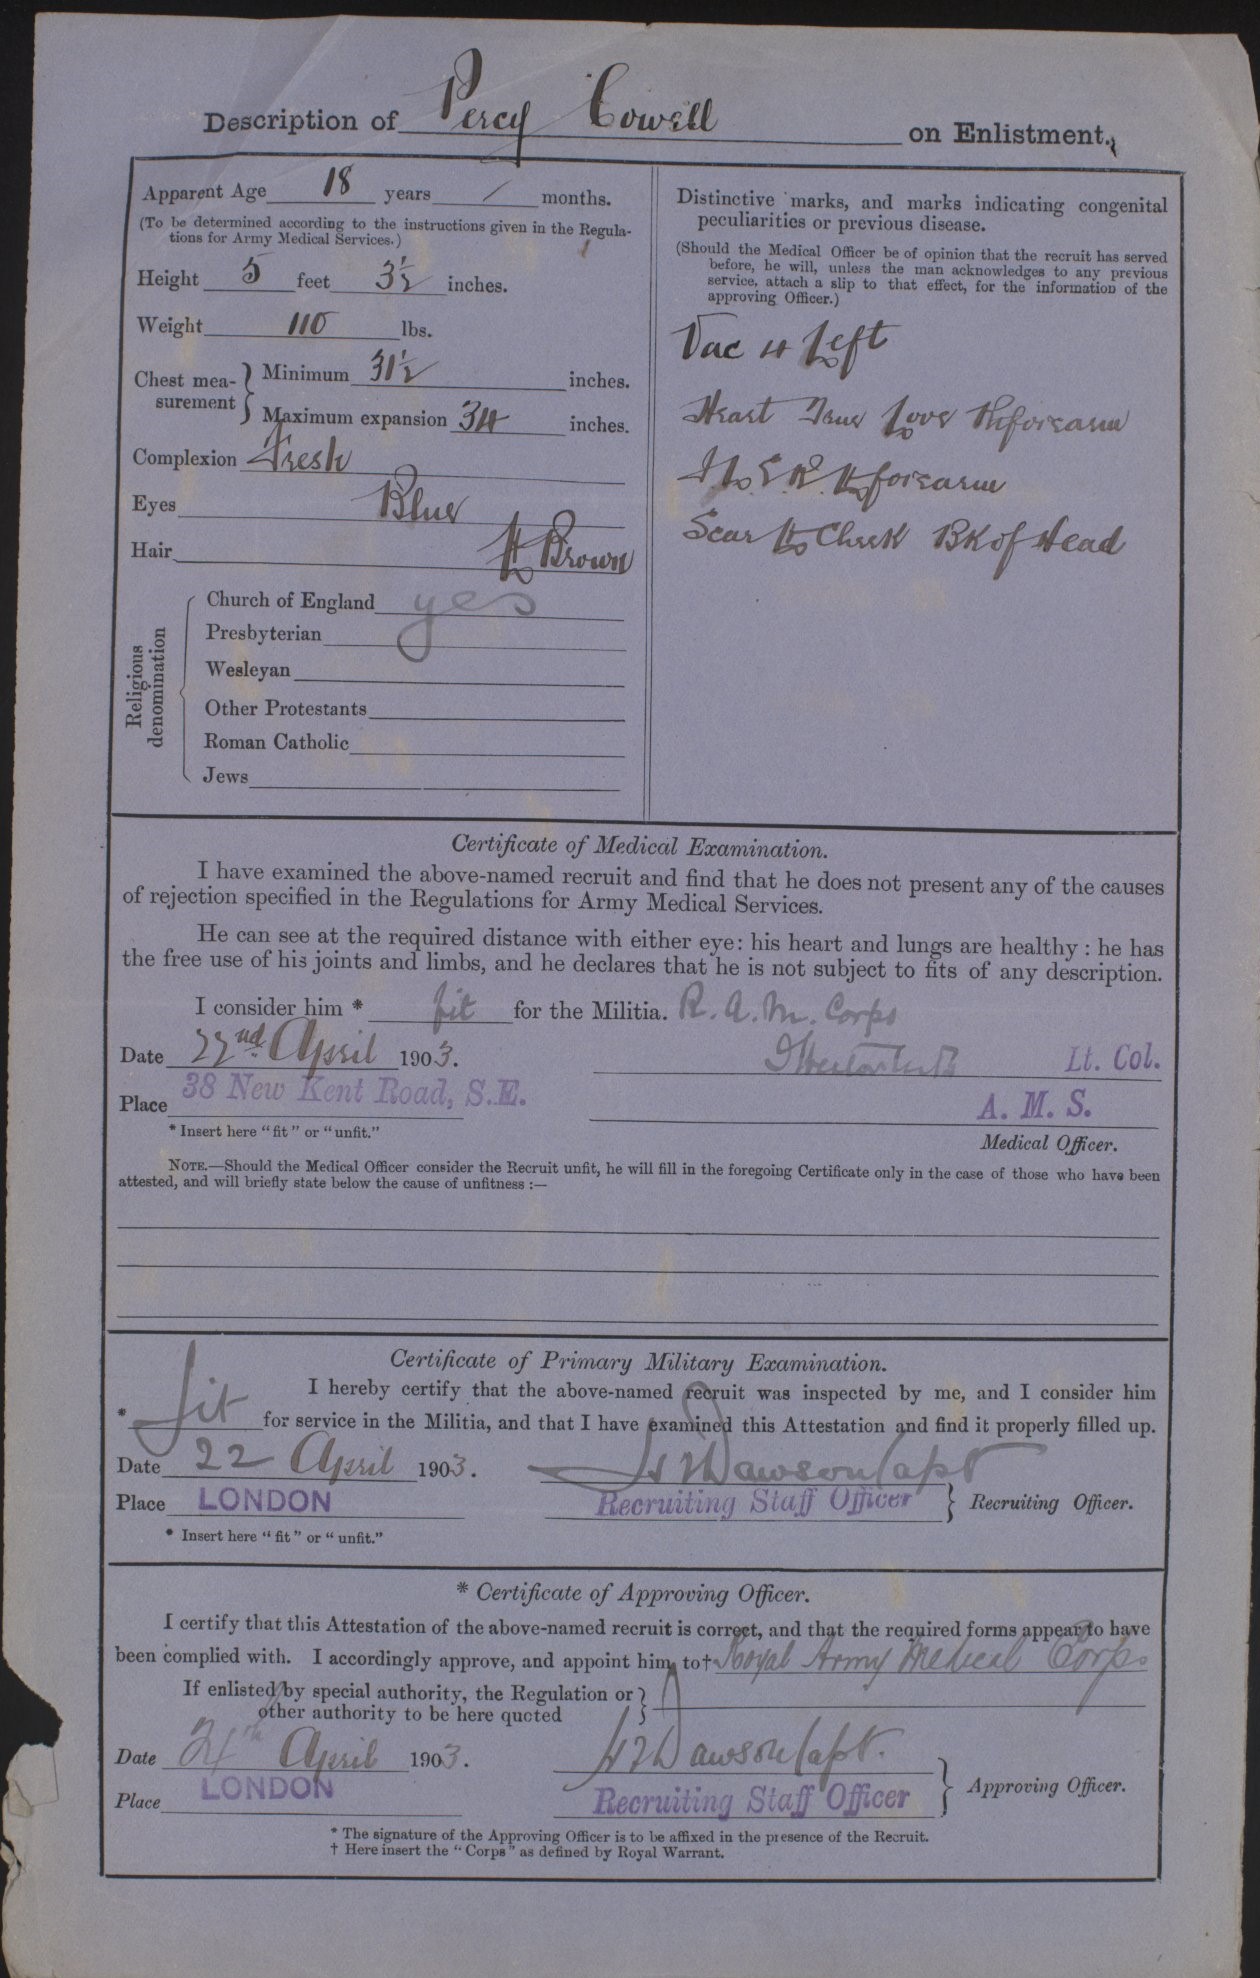 Description of Percy Cowell on Enlistment.
Apparent Age 18 years / months.
(To be determined according to the instructions given in the Regula-
tions for Army Medical Services.)
Height 5 feet 3½ inches.
Weight 110 lbs.
Chest mea-
surement
Minimum 31½ inches.
Maximum expansion 34 inches.
Complexion Fresh
Eyes Blue
Hair Lt Brown
Religious
denomination
Church of England yes
Presbyterian
Wesleyan
Other Protestants
Roman Catholic
Jews
Distinctive marks, and marks indicating congenital
peculiarities or previous disease.
(Should the Medical Officer be of opinion that the recruit has served
before, he will, unless the man acknowledges to any previous
service, attach a slip to that effect, for the information of the
approving Officer.)
Vac 4 Left
Heart True Love Rt forearm
Lt forearm
Scar Lt Cheek Bk of Head
Certificate of Medical Examination.
I have examined the above-named recruit and find that he does not present any of the causes
of rejection specified in the Regulations for Army Medical Services.
He can see at the required distance with either eye: his heart and lungs are healthy: he has
the free use of his joints and limbs, and he declares that he is not subject to fits of any description.
I consider him * fit for the Militia. R. A. M. Corps
Date 22nd April 1903.
Lt. Col.
Place 38 New Kent Road, S.E.
A. M. S.
* Insert here "fit" or "unfit."
Medical Officer.
NOTE.—Should the Medical Officer consider the Recruit unfit, he will fill in the foregoing Certificate only in the case of those who have been
attested, and will briefly state below the cause of unfitness :—
Certificate of Primary Military Examination.
I hereby certify that the above-named recruit was inspected by me, and I consider him
* fit for service in the Militia, and that I have examined this Attestation and find it properly filled up.
Date 22 April 1903. Dawson Capt
Place LONDON Recruiting Staff Officer } Recruiting Officer.
* Insert here "fit" or "unfit."
* Certificate of Approving Officer.
I certify that this Attestation of the above-named recruit is correct, and that the required forms appear to have
been complied with. I accordingly approve, and appoint him to† Royal Army Medical Corps
If enlisted by special authority, the Regulation or
other authority to be here quoted
Date 24th April 1903. Dawson Capt.
Place LONDON Recruiting Staff Officer } Approving Officer.
* The signature of the Approving Officer is to be affixed in the presence of the Recruit.
† Here insert the "Corps" as defined by Royal Warrant.